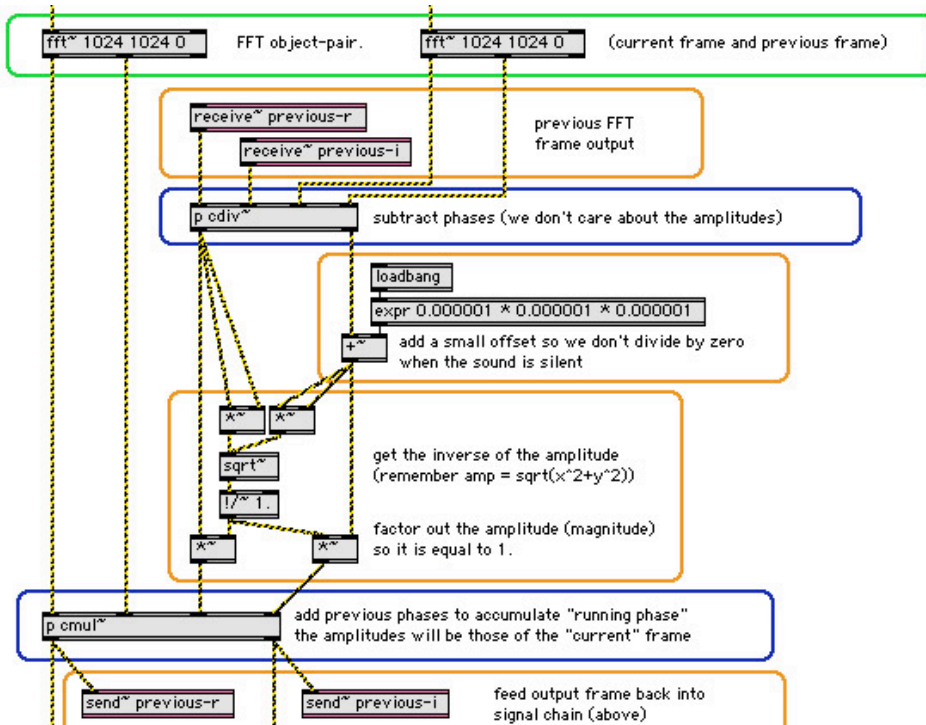 fft~ 1024 1024 0
FFT object-pair.
fft~ 1024 1024 0
(current frame and previous frame)
receive~ previous-r
receive~ previous-i
previous FFT
frame output
p cdiv~
subtract phases (we don't care about the amplitudes)
loadbang
expr 0.000001 * 0.000001 * 0.000001
+~
add a small offset so we don't divide by zero
when the sound is silent
*~
*~
sqrt~
get the inverse of the amplitude
(remember amp = sqrt(x^2+y^2))
!/~ 1.
factor out the amplitude (magnitude)
so it is equal to 1.
*~
*~
p cmul~
add previous phases to accumulate "running phase"
the amplitudes will be those of the "current" frame
send~ previous-r
send~ previous-i
feed output frame back into
signal chain (above)